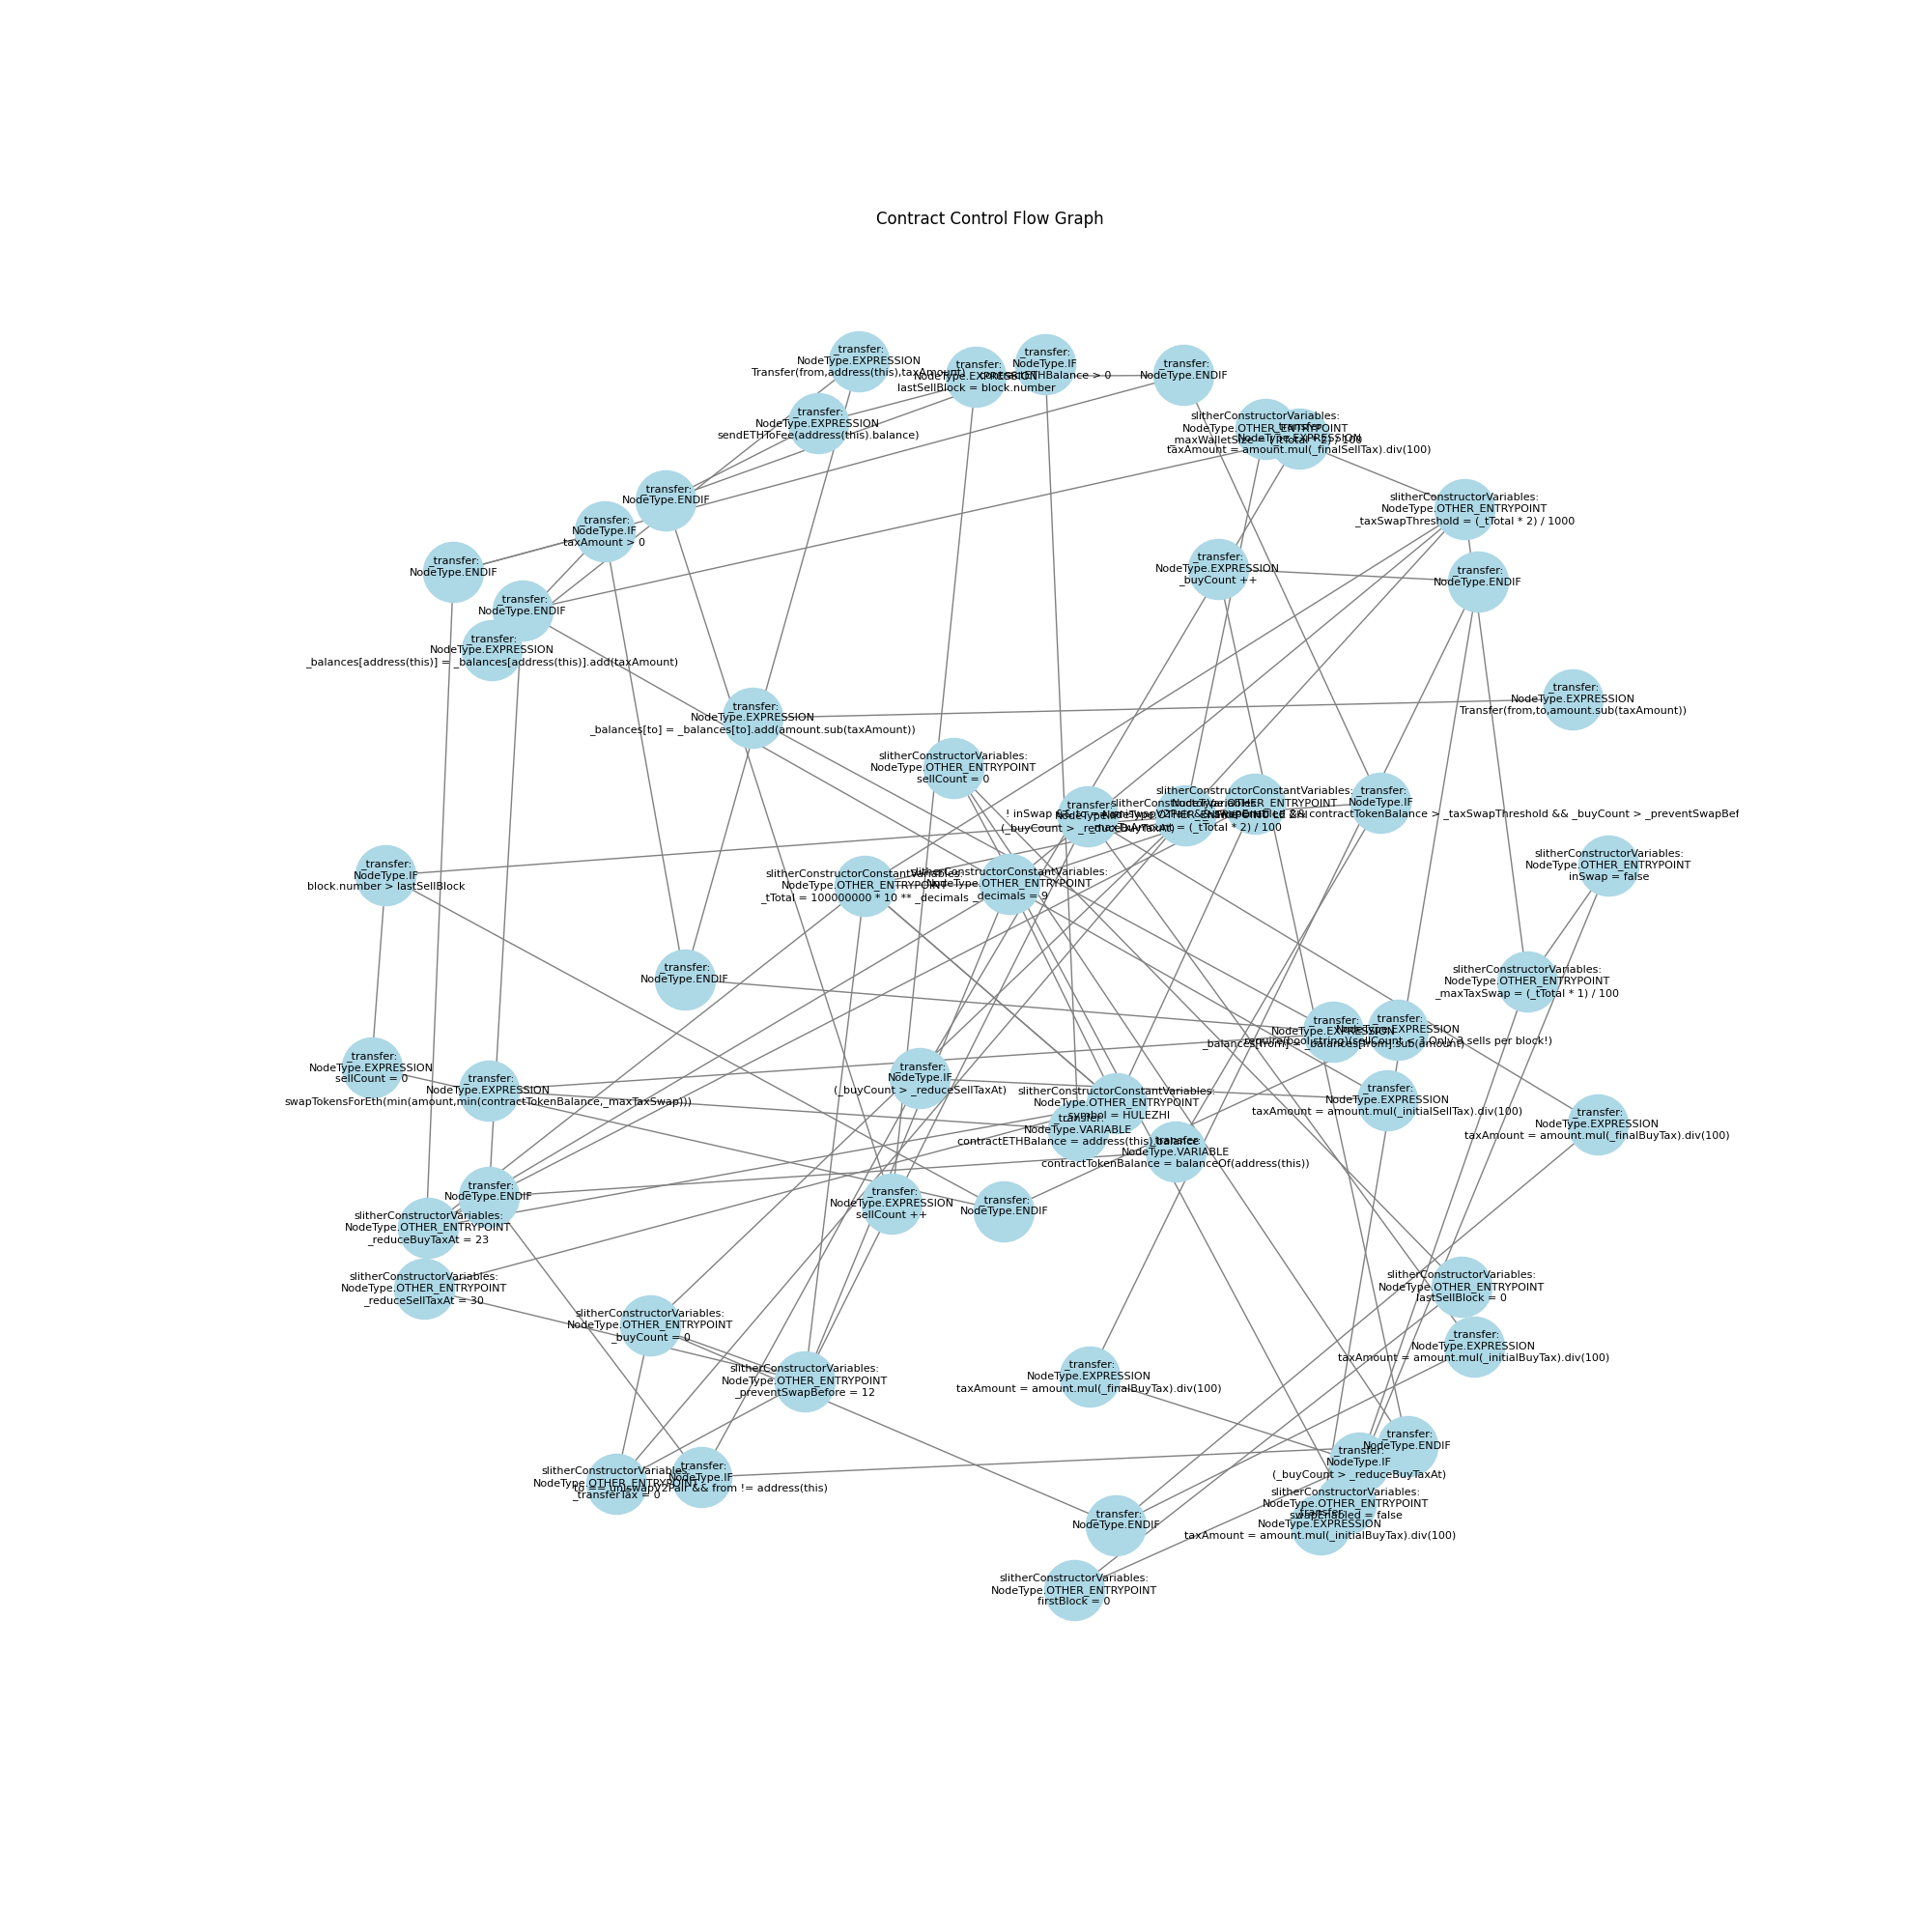 Contract Control Flow Graph
_transfer:
NodeType.EXPRESSION
Transfer(from,address(this),taxAmount)
_transfer:
NodeType.EXPRESSION
lastSellBlock = block.number
_transfer:
NodeType.IF
contractETHBalance > 0
_transfer:
NodeType.ENDIF
_transfer:
NodeType.EXPRESSION
sendETHToFee(address(this).balance)
slitherConstructorVariables:
NodeType.OTHER_ENTRYPOINT
_maxWalletSize = (_tTotal * 2) / 100
_transfer:
NodeType.EXPRESSION
taxAmount = amount.mul(_finalSellTax).div(100)
_transfer:
NodeType.ENDIF
slitherConstructorVariables:
NodeType.OTHER_ENTRYPOINT
_taxSwapThreshold = (_tTotal * 2) / 1000
_transfer:
NodeType.IF
taxAmount > 0
_transfer:
NodeType.ENDIF
_transfer:
NodeType.EXPRESSION
_buyCount ++
_transfer:
NodeType.ENDIF
_transfer:
NodeType.ENDIF
_transfer:
NodeType.EXPRESSION
_balances[address(this)] = _balances[address(this)].add(taxAmount)
_transfer:
NodeType.EXPRESSION
Transfer(from,to,amount.sub(taxAmount))
_transfer:
NodeType.EXPRESSION
_balances[to] = _balances[to].add(amount.sub(taxAmount))
slitherConstructorVariables:
NodeType.OTHER_ENTRYPOINT
sellCount = 0
_transfer:
(_buyCount > _reduceBuyTaxAt)
slitherConstructorVariables:
_maxTxAmount = (_tTotal * 2) / 100
slitherConstructorConstantVariables:
NodeType.OTHER_ENTRYPOINT
_transfer:
NodeType.IF
! inSwap && contractTokenBalance > _taxSwapThreshold && _buyCount > _preventSwapBef
_transfer:
NodeType.IF
block.number > lastSellBlock
slitherConstructorConstantVariables:
NodeType.OTHER_ENTRYPOINT
_tTotal = 100000000 * 10 ** _decimals
slitherConstructorConstantVariables:
NodeType.OTHER_ENTRYPOINT
_decimals = 9
slitherConstructorVariables:
NodeType.OTHER_ENTRYPOINT
inSwap = false
_transfer:
NodeType.ENDIF
slitherConstructorVariables:
NodeType.OTHER_ENTRYPOINT
_maxTaxSwap = (_tTotal * 1) / 100
_transfer:
NodeType.EXPRESSION
_balances[from] = _balances[from].sub(amount)
_transfer:
NodeType.EXPRESSION
require(bool,string)(sellCount < 3,Only 3 sells per block!)
_transfer:
NodeType.EXPRESSION
sellCount = 0
_transfer:
NodeType.EXPRESSION
swapTokensForEth(min(amount,min(contractTokenBalance,_maxTaxSwap)))
_transfer:
NodeType.IF
(_buyCount > _reduceSellTaxAt)
slitherConstructorConstantVariables:
NodeType.OTHER_ENTRYPOINT
_symbol = HULEZHI
_transfer:
NodeType.EXPRESSION
taxAmount = amount.mul(_initialSellTax).div(100)
_transfer:
NodeType.VARIABLE
contractETHBalance = address(this).balance
_transfer:
NodeType.EXPRESSION
taxAmount = amount.mul(_finalBuyTax).div(100)
_transfer:
NodeType.VARIABLE
contractTokenBalance = balanceOf(address(this))
_transfer:
NodeType.ENDIF
_transfer:
NodeType.EXPRESSION
sellCount ++
_transfer:
NodeType.ENDIF
slitherConstructorVariables:
NodeType.OTHER_ENTRYPOINT
_reduceBuyTaxAt = 23
slitherConstructorVariables:
NodeType.OTHER_ENTRYPOINT
_reduceSellTaxAt = 30
slitherConstructorVariables:
NodeType.OTHER_ENTRYPOINT
lastSellBlock = 0
slitherConstructorVariables:
NodeType.OTHER_ENTRYPOINT
_buyCount = 0
_transfer:
NodeType.EXPRESSION
taxAmount = amount.mul(_initialBuyTax).div(100)
slitherConstructorVariables:
NodeType.OTHER_ENTRYPOINT
_preventSwapBefore = 12
_transfer:
NodeType.EXPRESSION
taxAmount = amount.mul(_finalBuyTax).div(100)
_transfer:
NodeType.ENDIF
_transfer:
NodeType.IF
(_buyCount > _reduceBuyTaxAt)
slitherConstructorVariables:
NodeType.OTHER_ENTRYPOINT
_transferTax = 0
_transfer:
NodeType.IF
to == uniswapV2Pair && from != address(this)
slitherConstructorVariables:
NodeType.OTHER_ENTRYPOINT
swapEnabled = false
_transfer:
NodeType.EXPRESSION
taxAmount = amount.mul(_initialBuyTax).div(100)
_transfer:
NodeType.ENDIF
slitherConstructorVariables:
NodeType.OTHER_ENTRYPOINT
firstBlock = 0